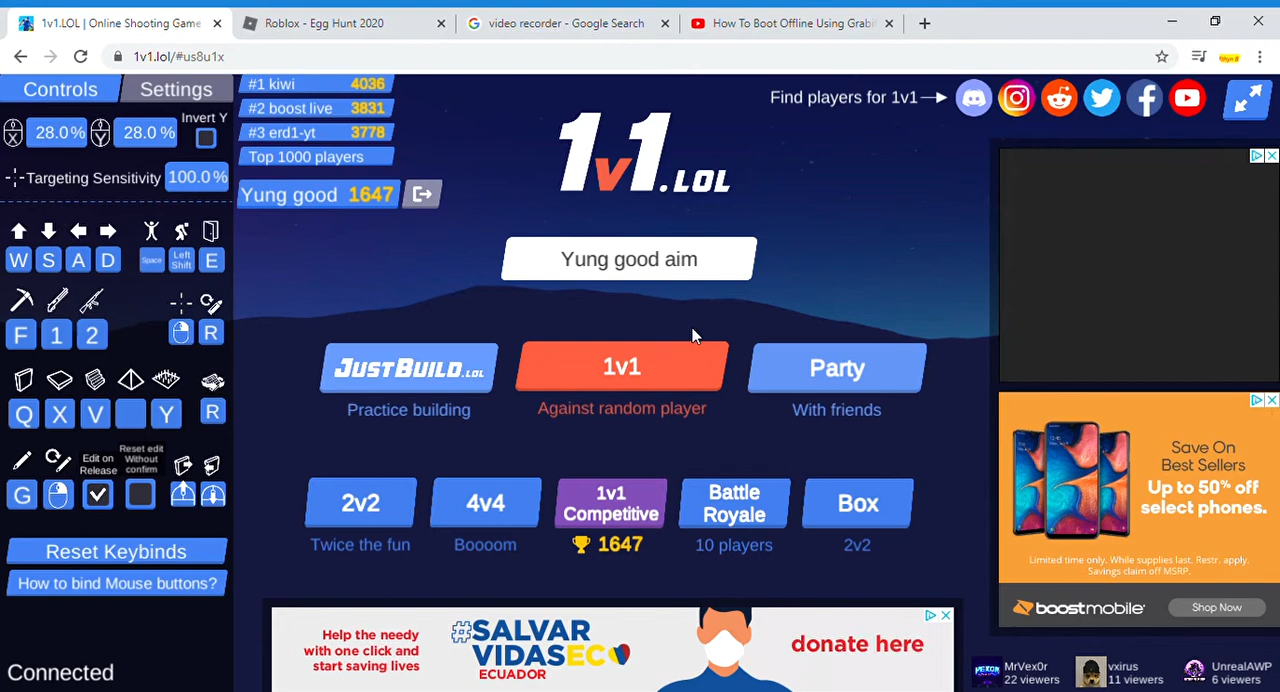 1v1.LOL | Online Shooting Game
Roblox - Egg Hunt 2020
video recorder - Google Search
How To Boot Offline Using Grabif
1v1.lol/#us8u1x
Controls
Settings
Invert Y
X 28.0% Y 28.0%
Targeting Sensitivity 100.0%
W S A D Space Left Shift E
F 1 2 R
Q X V Y R
Edit on Release
Reset edit Without confirm
G
Reset Keybinds
How to bind Mouse buttons?
Connected
#1 kiwi 4036
#2 boost live 3831
#3 erd1-yt 3778
Top 1000 players
Yung good 1647
Find players for 1v1
1v1.LOL
Yung good aim
JUSTBUILD.LOL
Practice building
1v1
Against random player
Party
With friends
2v2
Twice the fun
4v4
Boooom
1v1 Competitive
1647
Battle Royale
10 players
Box
2v2
Help the needy
with one click and
start saving lives
#SALVAR
VIDASEC
ECUADOR
donate here
Save On
Best Sellers
Up to 50% off
select phones.
Limited time only. While supplies last. Restr. apply.
Savings claim off MSRP.
boostmobile
Shop Now
MrVex0r
22 viewers
vxirus
11 viewers
UnrealAWP
6 viewers